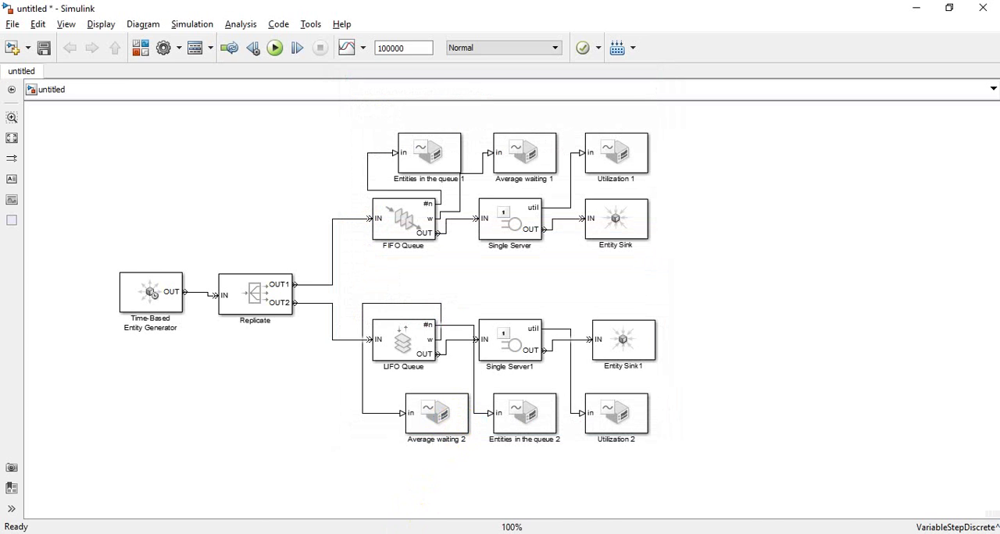 untitled * - Simulink
File Edit View Display Diagram Simulation Analysis Code Tools Help
100000 Normal
untitled
untitled
in in in
Entities in the queue 1 Average waiting 1 Utilization 1
#n util
IN w IN IN
OUT OUT
FIFO Queue Single Server Entity Sink
1
OUT IN OUT1
OUT2
Time-Based
Entity Generator
Replicate
#n util
IN w IN IN
OUT OUT
LIFO Queue Single Server1 Entity Sink1
1
in in in
Average waiting 2 Entities in the queue 2 Utilization 2
Ready 100% VariableStepDiscrete